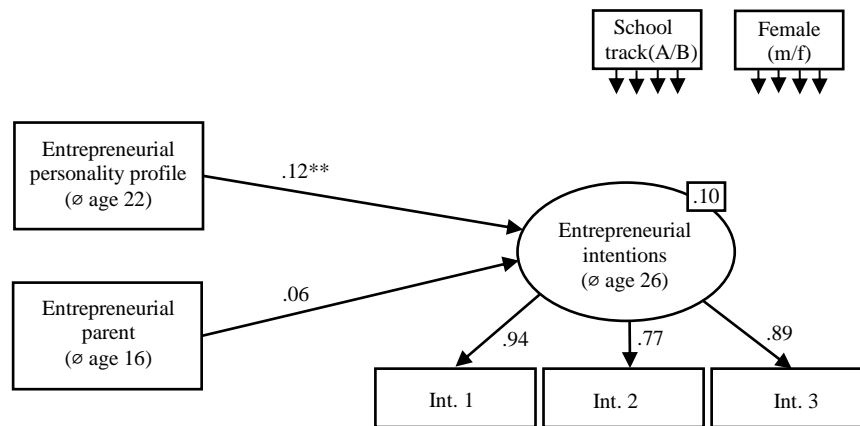 School
track(A/B)
Female
(m/f)
Entrepreneurial
personality profile
(ø age 22)
.12**
.10
Entrepreneurial
intentions
(ø age 26)
Entrepreneurial
parent
(ø age 16)
.06
.94
.77
.89
Int. 1
Int. 2
Int. 3